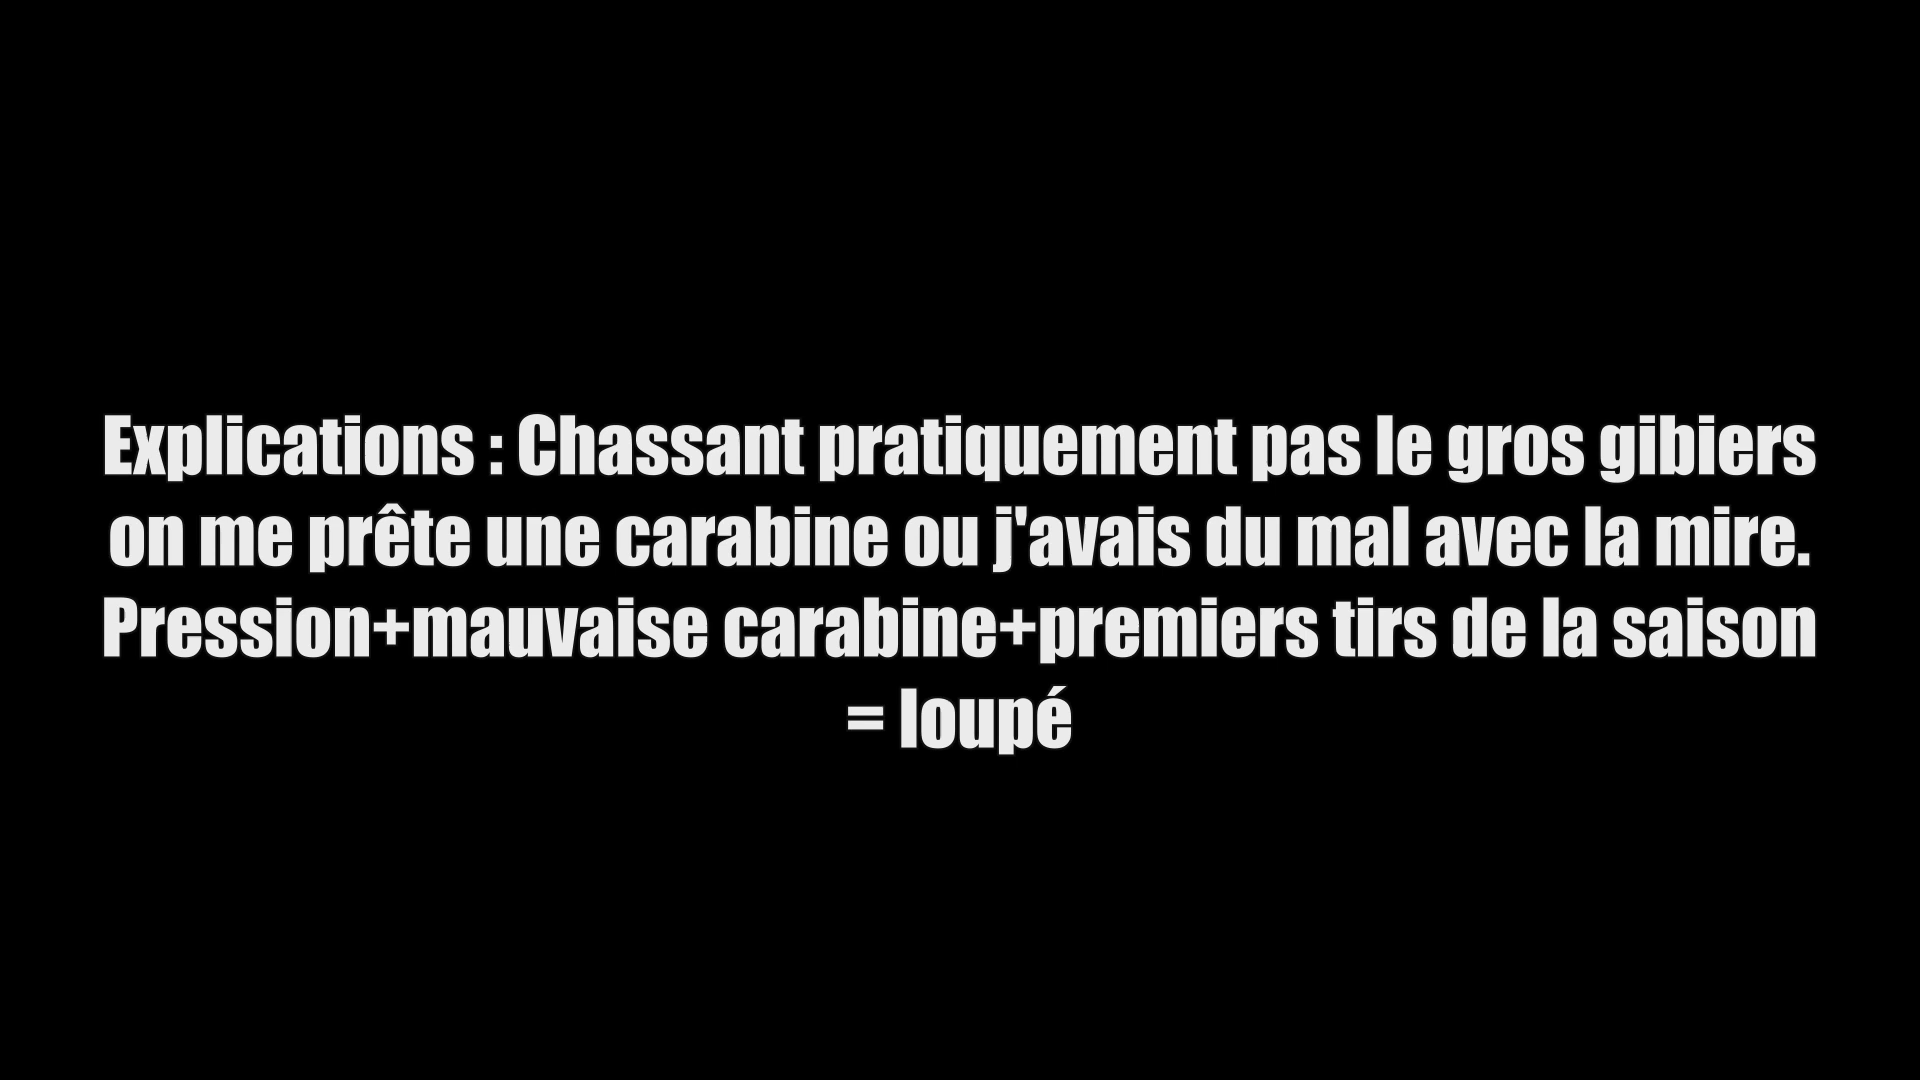 Explications : Chassant pratiquement pas le gros gibiers
on me prête une carabine ou j'avais du mal avec la mire.
Pression+mauvaise carabine+premiers tirs de la saison
= loupé